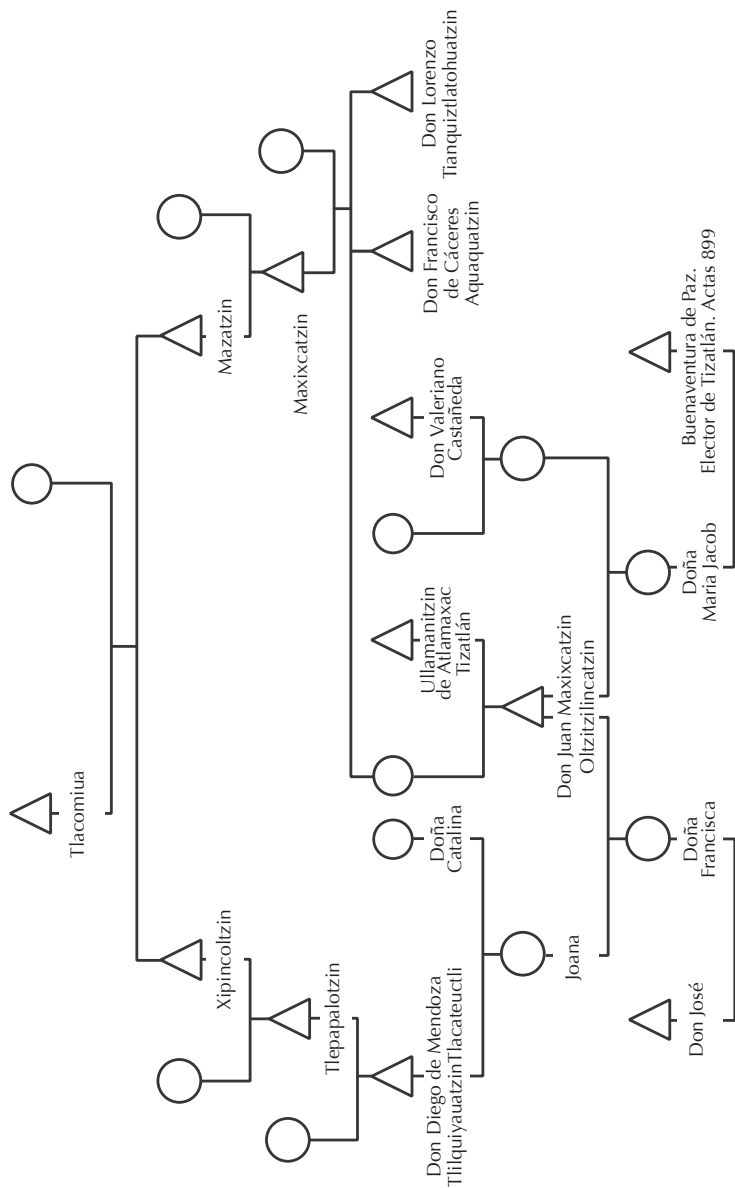 Tlacomiua
Xipincoltzin
Mazatzin
Tlepapalotzin
Maxixcatzin
Don Diego de Mendoza
TlilquiyauatzinTlacateuctli
Doña
Catalina
Ullamanitzin
de Atlamaxac
Tizatlán
Don Valeriano
Castañeda
Don Francisco
de Cáceres
Aquaquatzin
Don Lorenzo
Tianquiztlatohuatzin
Joana
Don Juan Maxixcatzin
Oltzitzilincatzin
Don José
Doña
Francisca
Doña
Maria Jacob
Buenaventura de Paz.
Elector de Tizatlán. Actas 899